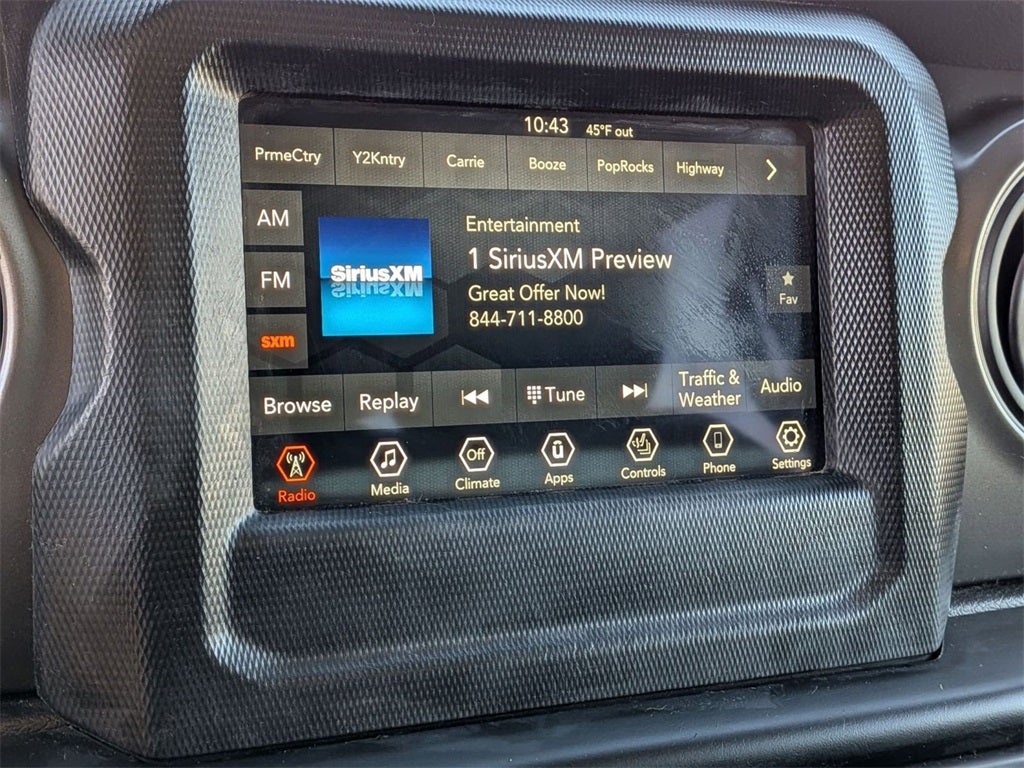 10:43 45°F out
PrmeCtry Y2Kntry Carrie Booze PopRocks Highway
AM
FM
sxm
SiriusXM
Entertainment
1 SiriusXM Preview
Great Offer Now!
844-711-8800
Fav
Browse Replay Tune Traffic & Weather Audio
Off
Radio Media Climate Apps Controls Phone Settings